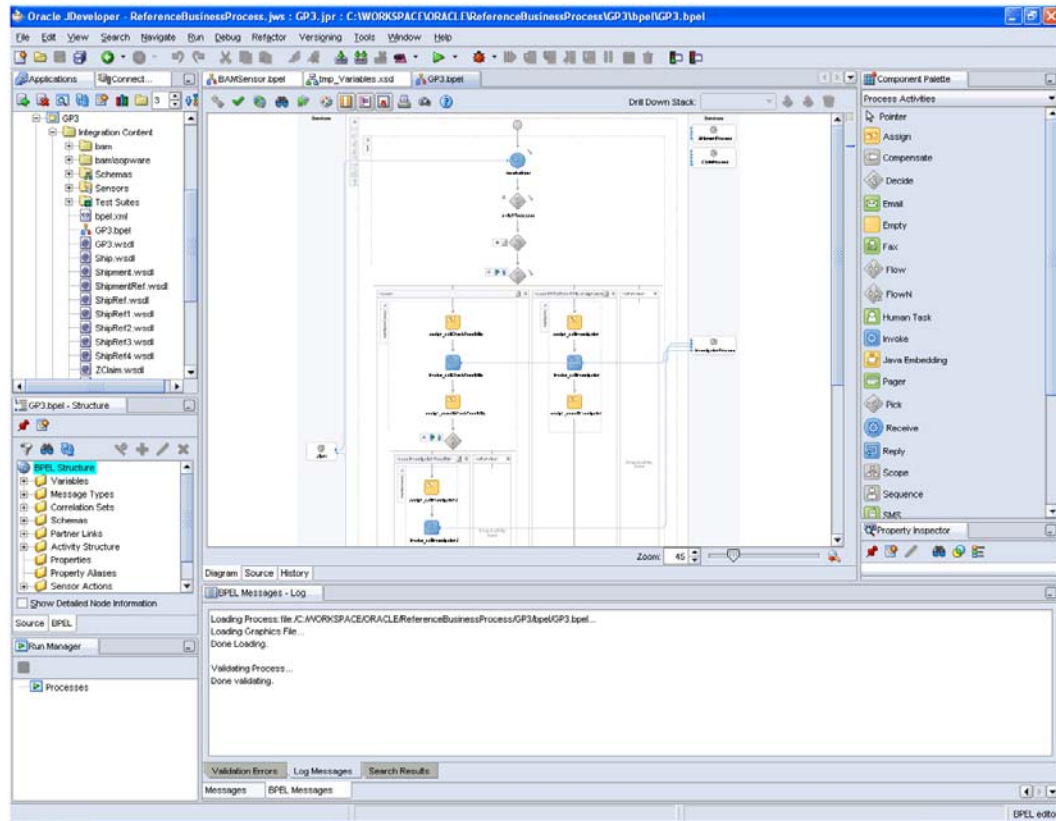 Oracle JDeveloper - ReferenceBusinessProcess.jws : GP3.jpr : C:\WORKSPACE\ORACLE\ReferenceBusinessProcess\GP3\bpel\GP3.bpel
File Edit View Search Navigate Run Debug Refactor Versioning Tools Window Help
Applications Connect...
3
GP3
Integration Content
bam
bam\sopware
Schemas
Sensors
Test Suites
bpel.xml
GP3.bpel
GP3.wsdl
Ship.wsdl
Shipment.wsdl
ShipmentRef.wsdl
ShipRef.wsdl
ShipRef1.wsdl
ShipRef2.wsdl
ShipRef3.wsdl
ShipRef4.wsdl
ZClaim.wsdl
GP3.bpel - Structure
BPEL Structure
Variables
Message Types
Correlation Sets
Schemas
Partner Links
Activity Structure
Properties
Property Aliases
Sensor Actions
Show Detailed Node Information
Source BPEL
Run Manager
Processes
BAMSensor.bpel tmp_Variables.xsd GP3.bpel
Drill Down Stack:
Services Services
Zoom: 45
Diagram Source History
BPEL Messages - Log
Loading Process: file:/C:/WORKSPACE/ORACLE/ReferenceBusinessProcess/GP3/bpel/GP3.bpel...
Loading Graphics File...
Done Loading.
Validating Process...
Done validating.
Validation Errors Log Messages Search Results
Messages BPEL Messages
Component Palette
Process Activities
Pointer
Assign
Compensate
Decide
Email
Empty
Fax
Flow
FlowN
Human Task
Invoke
Java Embedding
Pager
Pick
Receive
Reply
Scope
Sequence
SMS
Property Inspector
BPEL editor